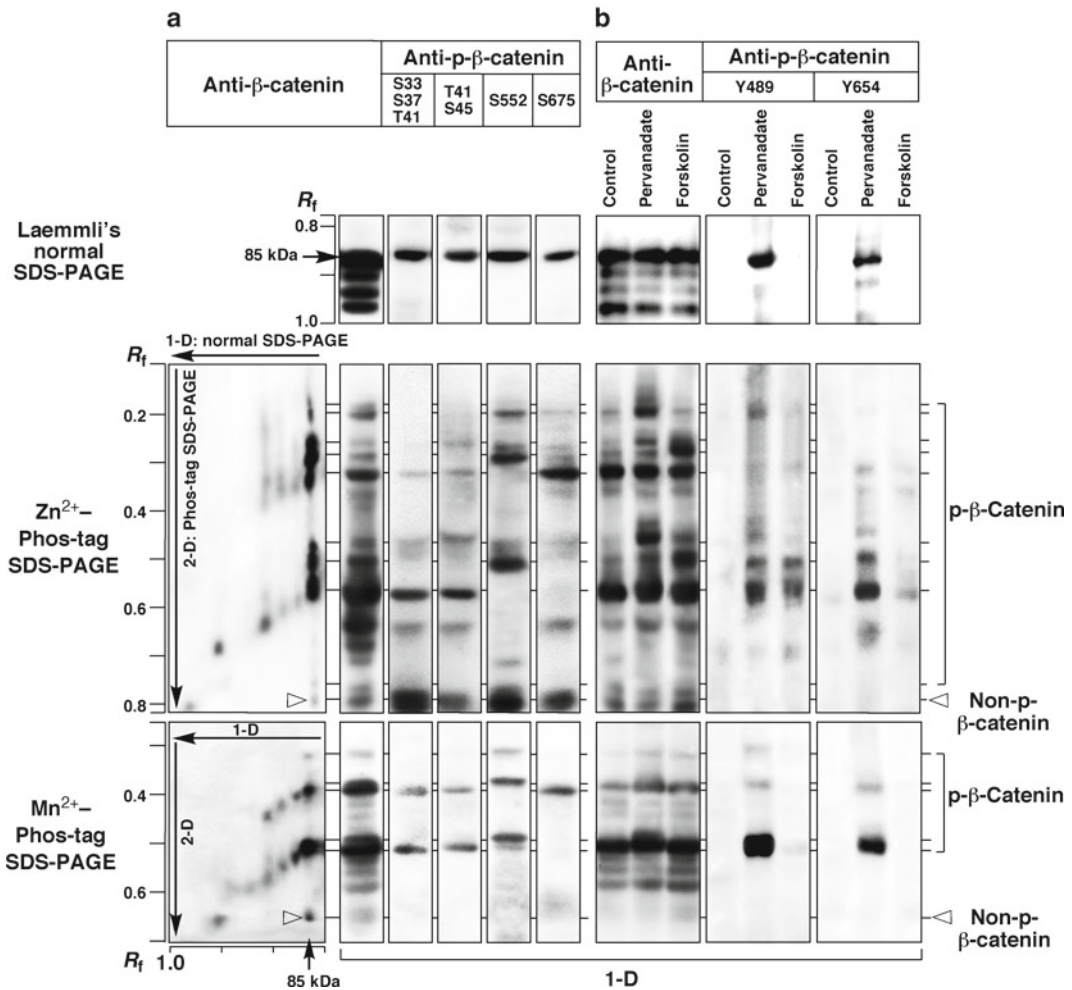 a
b
Anti-β-catenin
Anti-p-β-catenin
S33
S37
T41
T41
S45
S552
S675
Anti-
β-catenin
Anti-p-β-catenin
Y489
Y654
Control
Pervanadate
Forskolin
Control
Pervanadate
Forskolin
Control
Pervanadate
Forskolin
Laemmli's
normal
SDS-PAGE
Rf
0.8
85 kDa
1.0
1-D: normal SDS-PAGE
Rf
2-D: Phos-tag SDS-PAGE
0.2
0.4
0.6
0.8
Zn2+–
Phos-tag
SDS-PAGE
p-β-Catenin
Non-p-
β-catenin
1-D
2-D
0.4
0.6
Mn2+–
Phos-tag
SDS-PAGE
p-β-Catenin
Non-p-
β-catenin
Rf
1.0
85 kDa
1-D